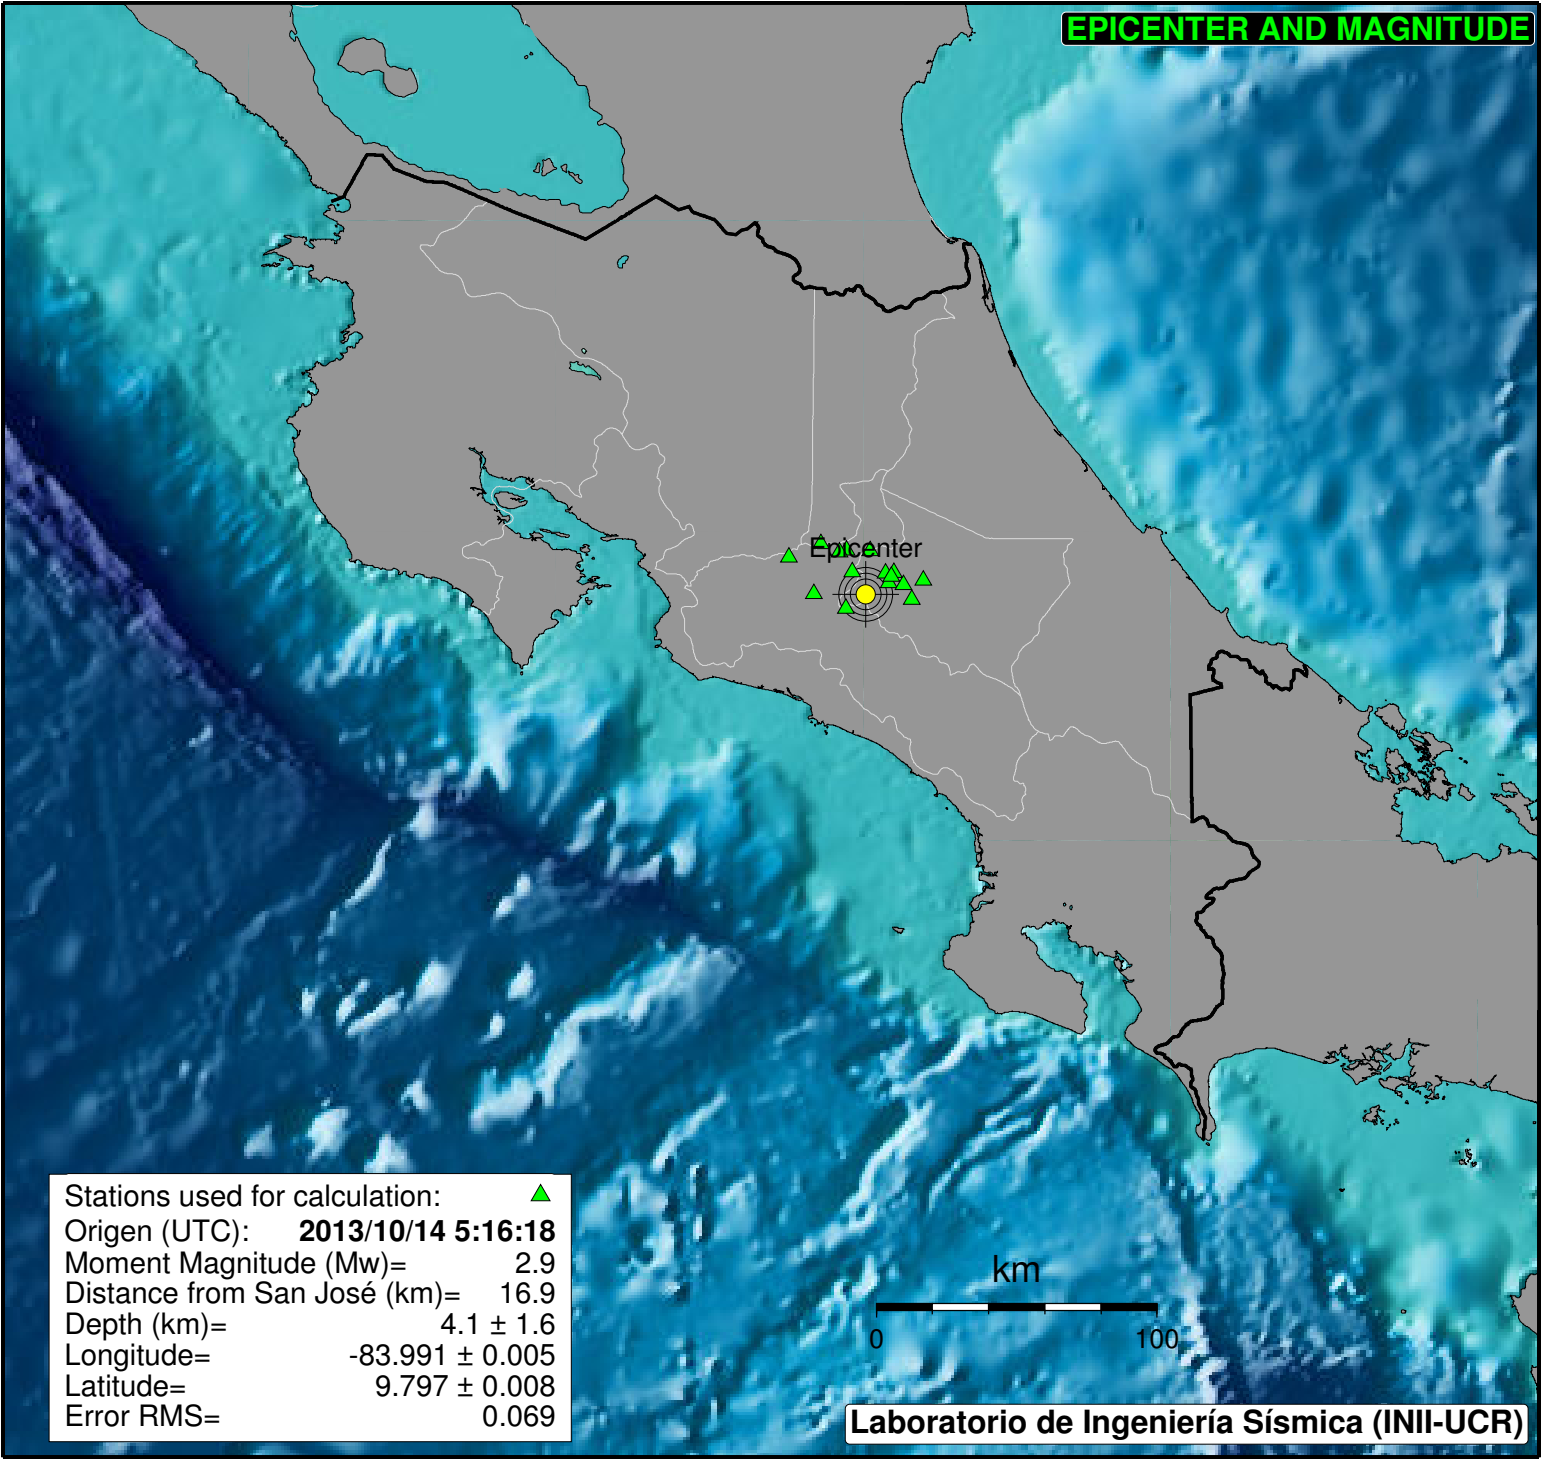 EPICENTER AND MAGNITUDE
Epicenter
Stations used for calculation:
Origen (UTC): 2013/10/14 5:16:18
Moment Magnitude (Mw)= 2.9
Distance from San José (km)= 16.9
Depth (km)= 4.1 ± 1.6
Longitude= -83.991 ± 0.005
Latitude= 9.797 ± 0.008
Error RMS= 0.069
km
0 100
Laboratorio de Ingeniería Sísmica (INII-UCR)